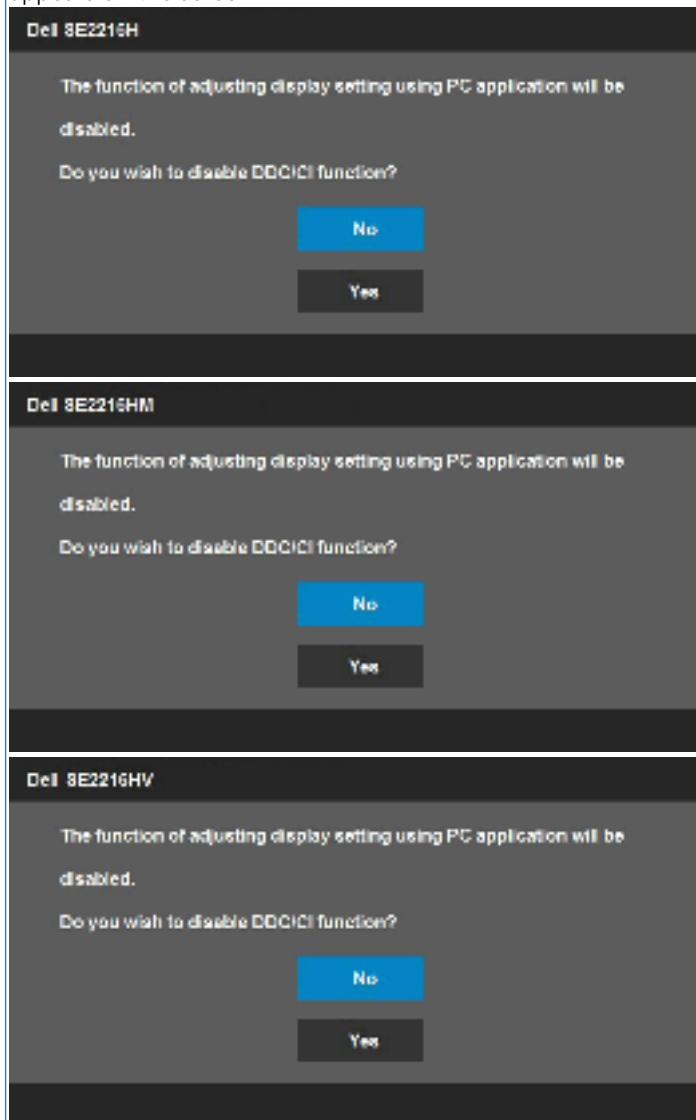 Dell SE2216H
The function of adjusting display setting using PC application will be
disabled.
Do you wish to disable DDC/CI function?
No
Yes
Dell SE2216HM
The function of adjusting display setting using PC application will be
disabled.
Do you wish to disable DDC/CI function?
No
Yes
Dell SE2216HV
The function of adjusting display setting using PC application will be
disabled.
Do you wish to disable DDC/CI function?
No
Yes